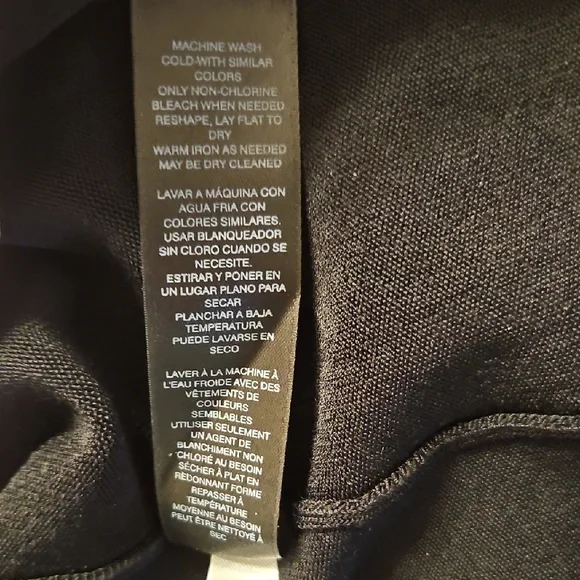 MACHINE WASH
COLD-WITH SIMILAR
COLORS
ONLY NON-CHLORINE
BLEACH WHEN NEEDED
RESHAPE, LAY FLAT TO
DRY
WARM IRON AS NEEDED
MAY BE DRY CLEANED
LAVAR A MÁQUINA CON
AGUA FRIA CON
COLORES SIMILARES.
USAR BLANQUEADOR
SIN CLORO CUANDO SE
NECESITE.
ESTIRAR Y PONER EN
UN LUGAR PLANO PARA
SECAR
PLANCHAR A BAJA
TEMPERATURA
PUEDE LAVARSE EN
SECO
LAVER À LA MACHINE À
L'EAU FROIDE AVEC DES
VÊTEMENTS DE
COULEURS
SEMBLABLES
UTILISER SEULEMENT
UN AGENT DE
BLANCHIMENT NON
CHLORÉ AU BESOIN
SÉCHER À PLAT EN
REDONNANT FORME
REPASSER À
TEMPÉRATURE
MOYENNE AU BESOIN
PEUT ÊTRE NETTOYÉ À
SEC